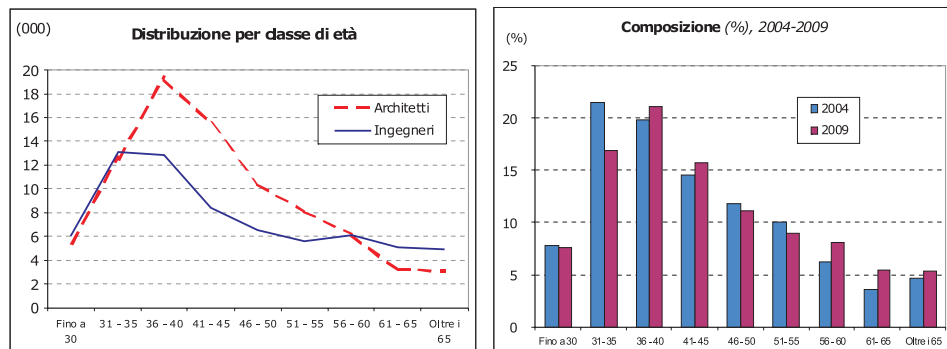 (000)
Distribuzione per classe di età
20
18
16
14
12
10
8
6
4
2
0
Architetti
Ingegneri
Fino a 30
31 - 35
36 - 40
41 - 45
46 - 50
51 - 55
56 - 60
61 - 65
Oltre i 65
Composizione (%), 2004-2009
(%)
25
20
15
10
5
0
2004
2009
Fino a 30
31-35
36-40
41-45
46-50
51-55
56-60
61-65
Oltre i 65